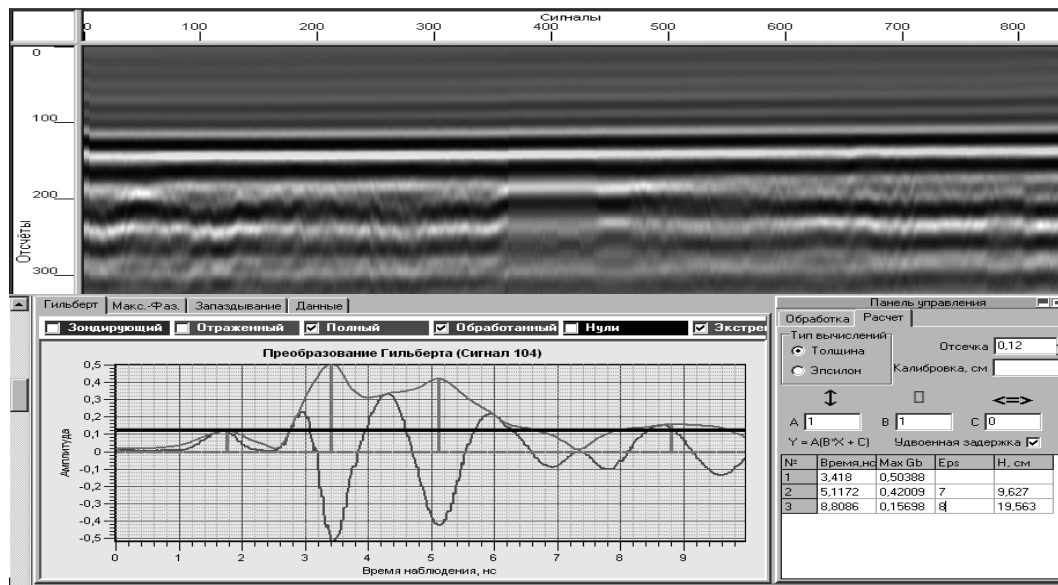 Сигналы
0 100 200 300 400 500 600 700 800
0
100
200
300
Отсчёты
Гильберт Макс.-Фаз. Запаздывание Данные
Зондирующий Отраженный Полный Обработанный Нули Экстре
Преобразование Гильберта (Сигнал 104)
0,5
0,4
0,3
0,2
0,1
0
-0,1
-0,2
-0,3
-0,4
-0,5
Амплитуда
0 1 2 3 4 5 6 7 8 9
Время наблюдения, нс
Панель управления
Обработка Расчет
Тип вычислений
Толщина
Эпсилон
Отсечка 0,12
Калибровка, см
<=>
A 1 B 1 C 0
Y = A(B*X + C) Удвоенная задержка
№ Время,нс Max Gb Eps H, см
1 3,418 0,50388
2 5,1172 0,42009 7 9,627
3 8,8086 0,15698 8 19,563